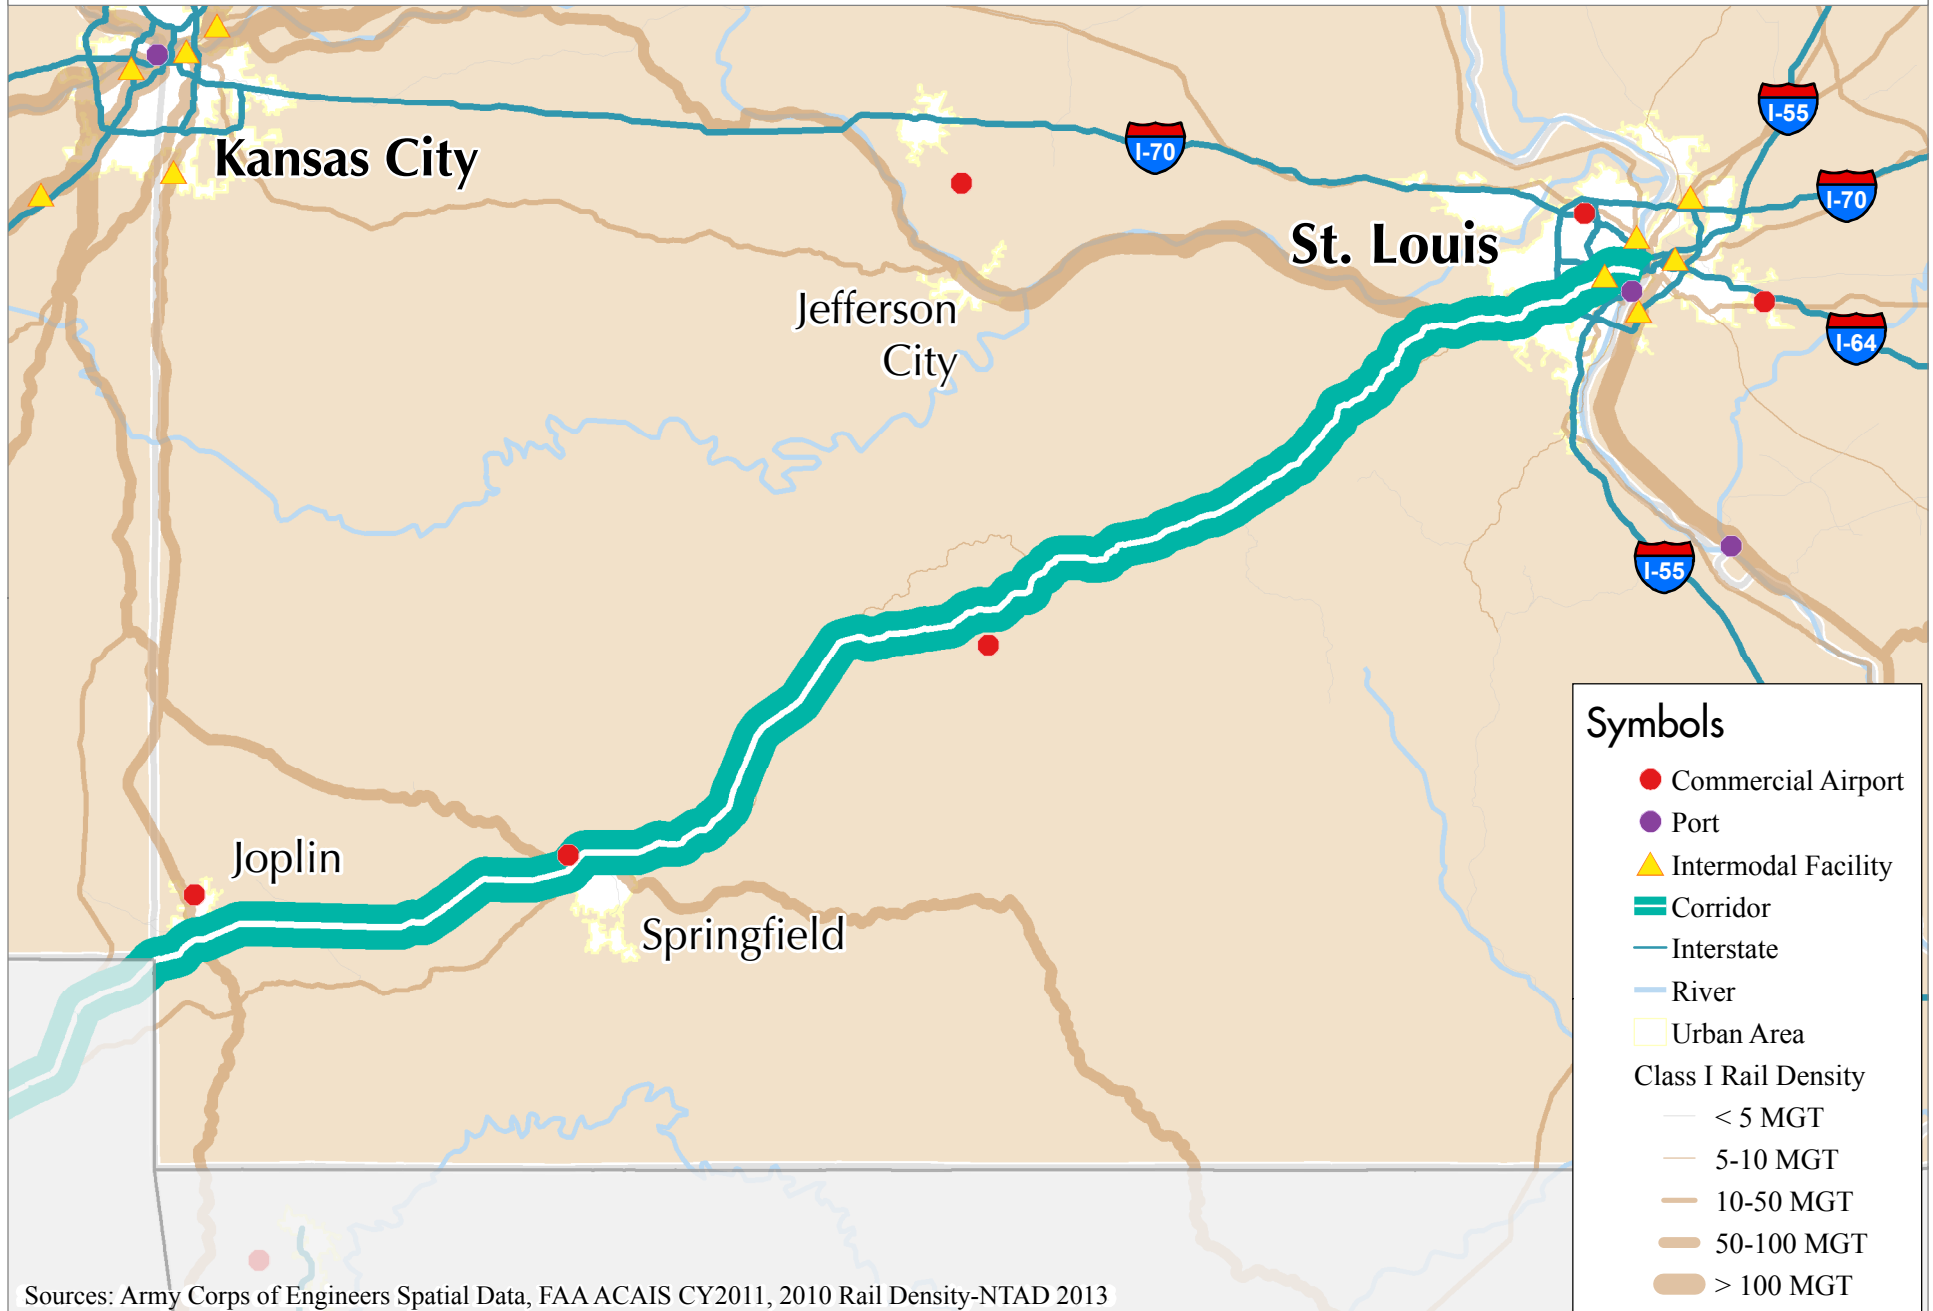 I-55
Kansas City
I-70
I-70
St. Louis
Jefferson
City
I-64
I-55
Symbols
Commercial Airport
Port
Intermodal Facility
Corridor
Interstate
River
Urban Area
Class I Rail Density
< 5 MGT
5-10 MGT
10-50 MGT
50-100 MGT
> 100 MGT
Joplin
Springfield
Sources: Army Corps of Engineers Spatial Data, FAA ACAIS CY2011, 2010 Rail Density-NTAD 2013